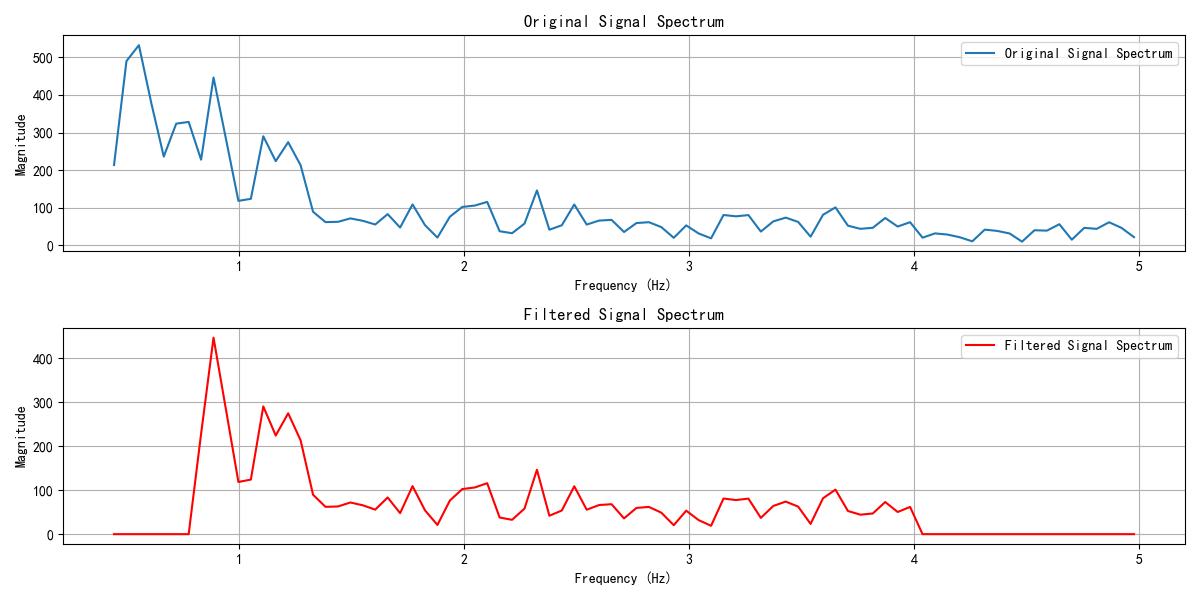 Original Signal Spectrum
Original Signal Spectrum
Magnitude
500
400
300
200
100
0
1 2 3 4 5
Frequency (Hz)
Filtered Signal Spectrum
Filtered Signal Spectrum
Magnitude
400
300
200
100
0
1 2 3 4 5
Frequency (Hz)